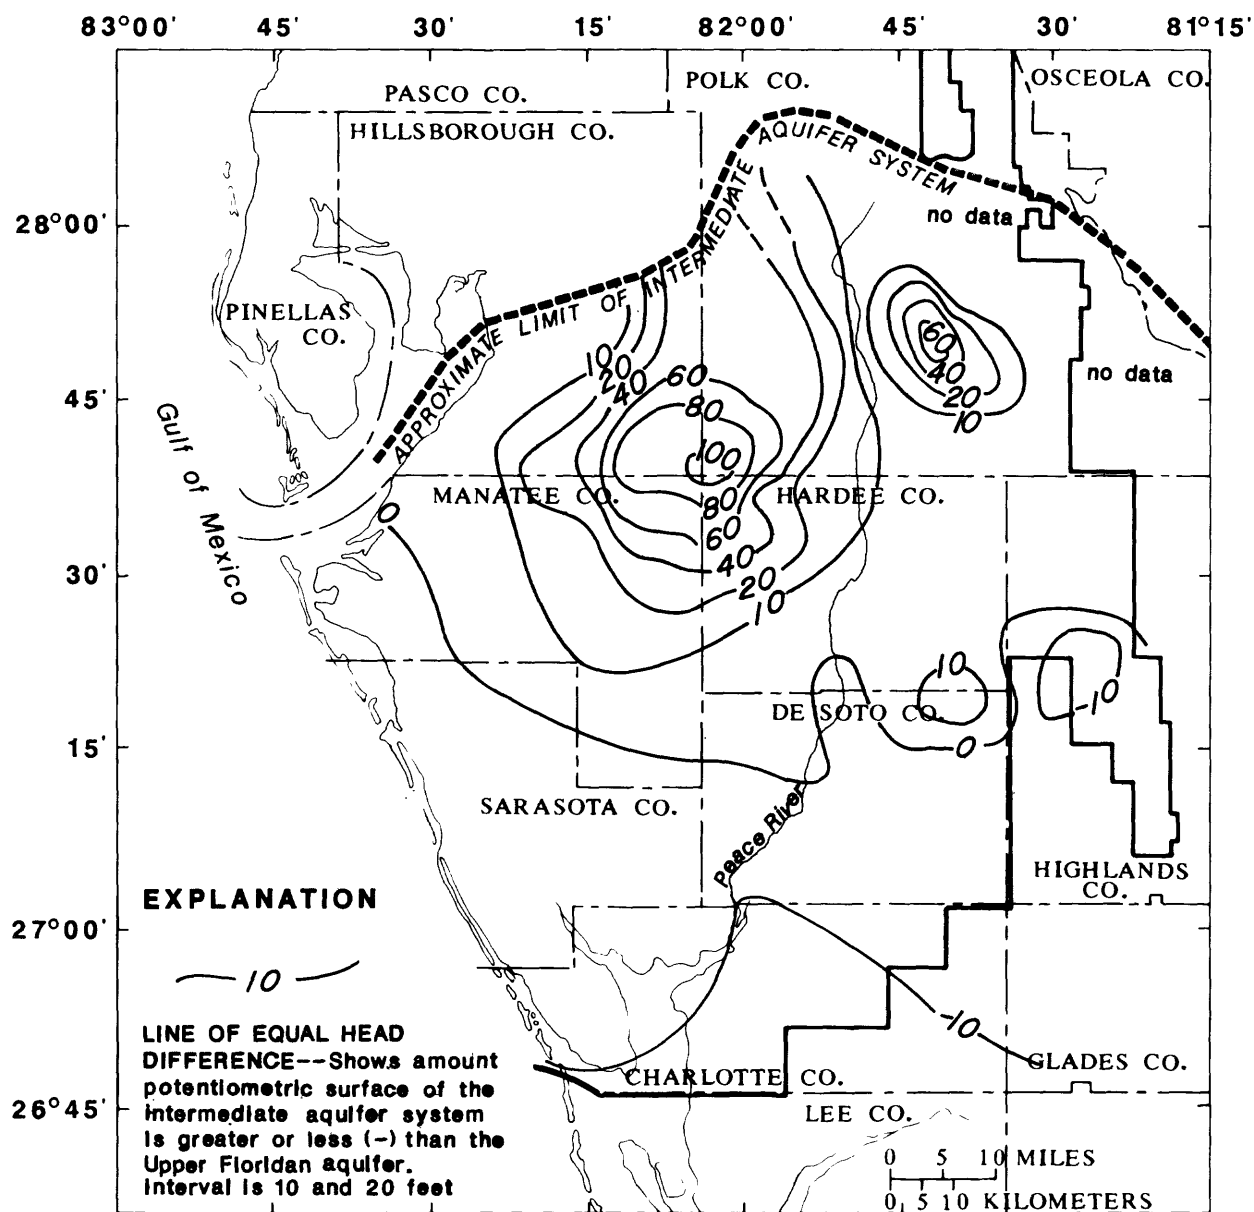 83°00' 45' 30' 15' 82°00' 45' 30' 81°15'
POLK CO.
OSCEOLA CO.
PASCO CO.
HILLSBOROUGH CO.
AQUIFER SYSTEM
APPROXIMATE LIMIT OF INTERMEDIATE
28°00'
no data
PINELLAS
CO.
60
40
20
10
no data
10
20
40
60
80
100
45'
Gulf of Mexico
MANATEE CO.
HARDEE CO.
80
60
40
20
10
0
30'
10
-10
DE SOTO CO.
0
15'
SARASOTA CO.
Peace River
HIGHLANDS
CO.
EXPLANATION
27°00'
10
-10
LINE OF EQUAL HEAD
DIFFERENCE--Shows amount
potentiometric surface of the
intermediate aquifer system
is greater or less (-) than the
Upper Floridan aquifer.
Interval is 10 and 20 feet
GLADES CO.
CHARLOTTE CO.
26°45'
LEE CO.
0 5 10 MILES
0 5 10 KILOMETERS